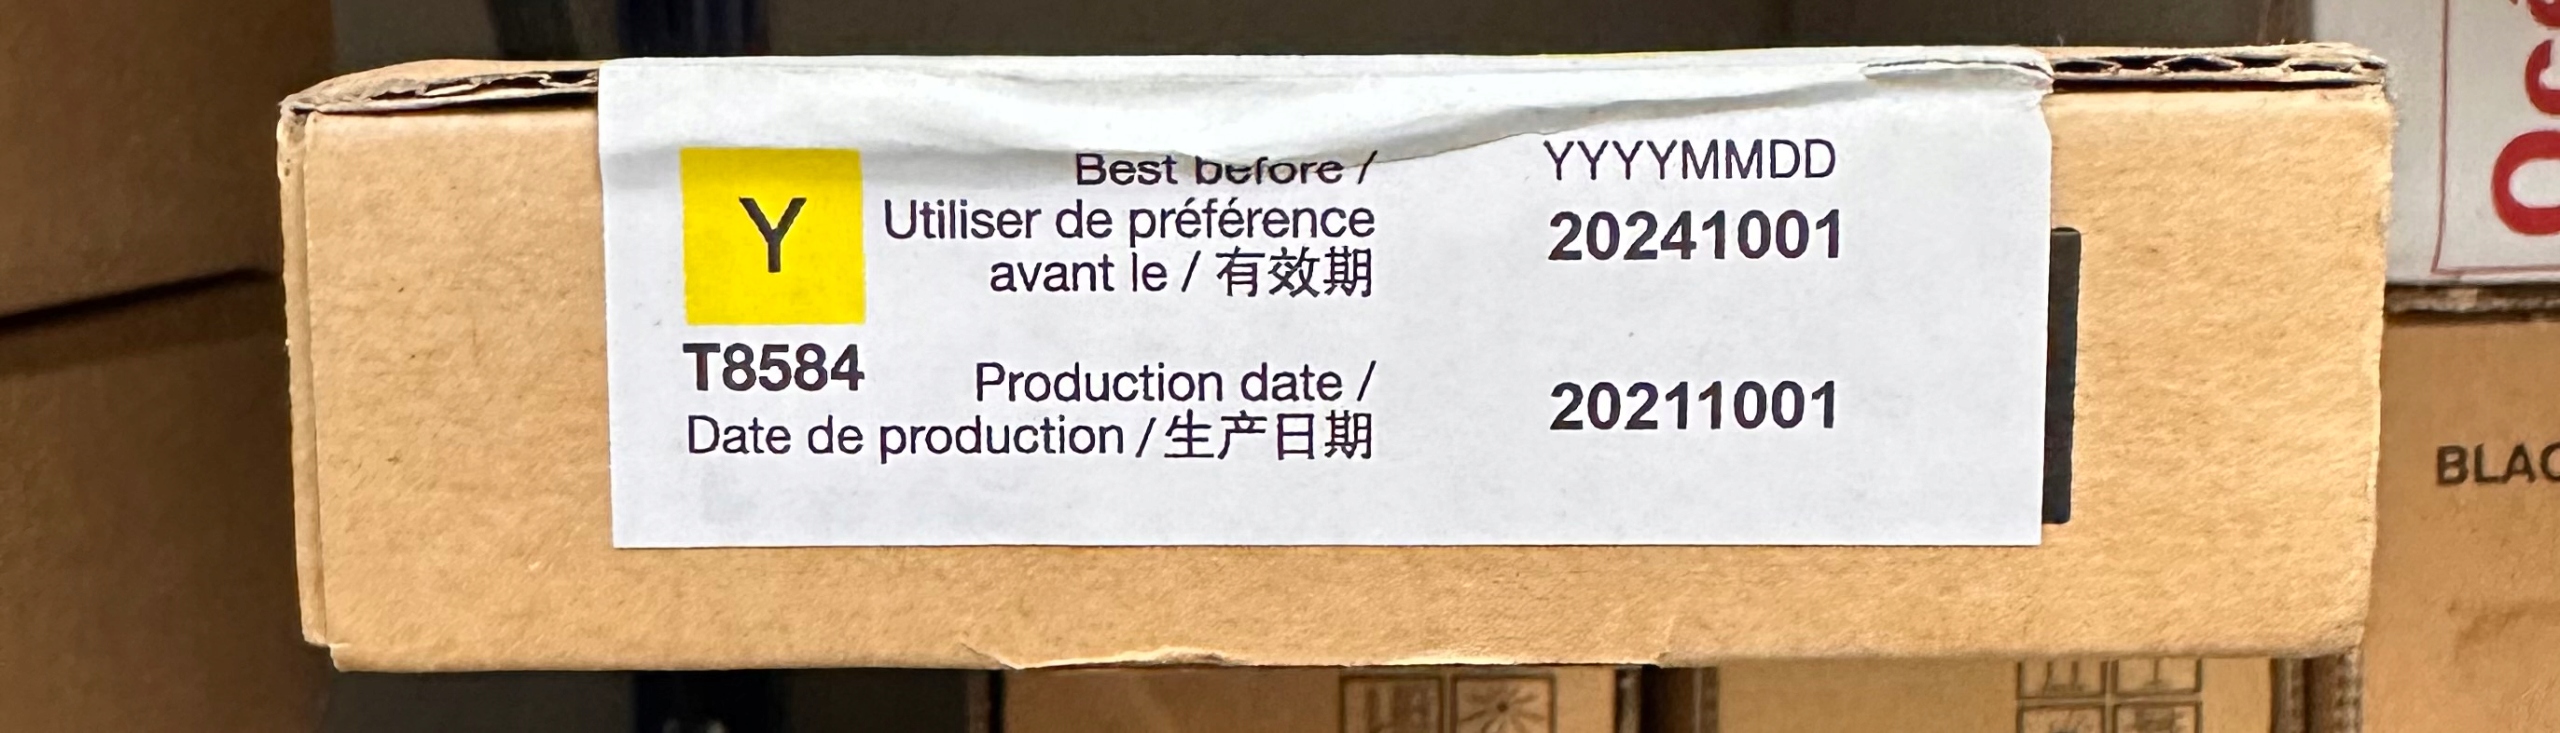 Y
T8584
Best before /
Utiliser de préférence
avant le / 有效期
YYYYMMDD
20241001
Production date /
Date de production / 生产日期
20211001
Océ
BLAC